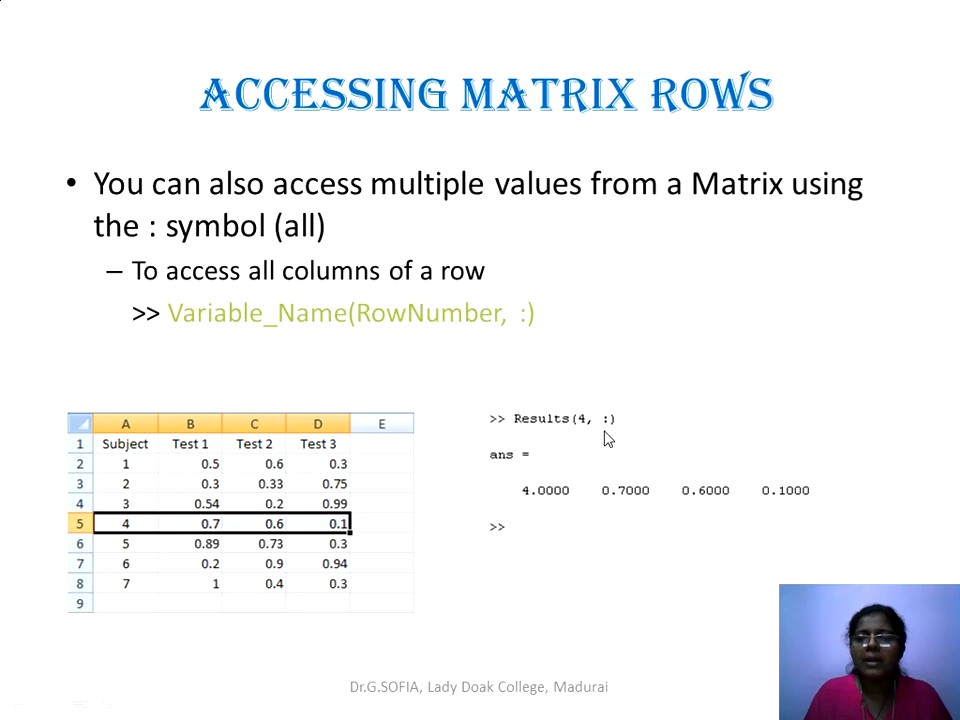 ACCESSING MATRIX ROWS
• You can also access multiple values from a Matrix using
the : symbol (all)
– To access all columns of a row
>> Variable_Name(RowNumber, :)
A B C D E
1 Subject Test 1 Test 2 Test 3
2 1 0.5 0.6 0.3
3 2 0.3 0.33 0.75
4 3 0.54 0.2 0.99
5 4 0.7 0.6 0.1
6 5 0.89 0.73 0.3
7 6 0.2 0.9 0.94
8 7 1 0.4 0.3
9
>> Results(4, :)
ans =
4.0000 0.7000 0.6000 0.1000
>>
Dr.G.SOFIA, Lady Doak College, Madurai